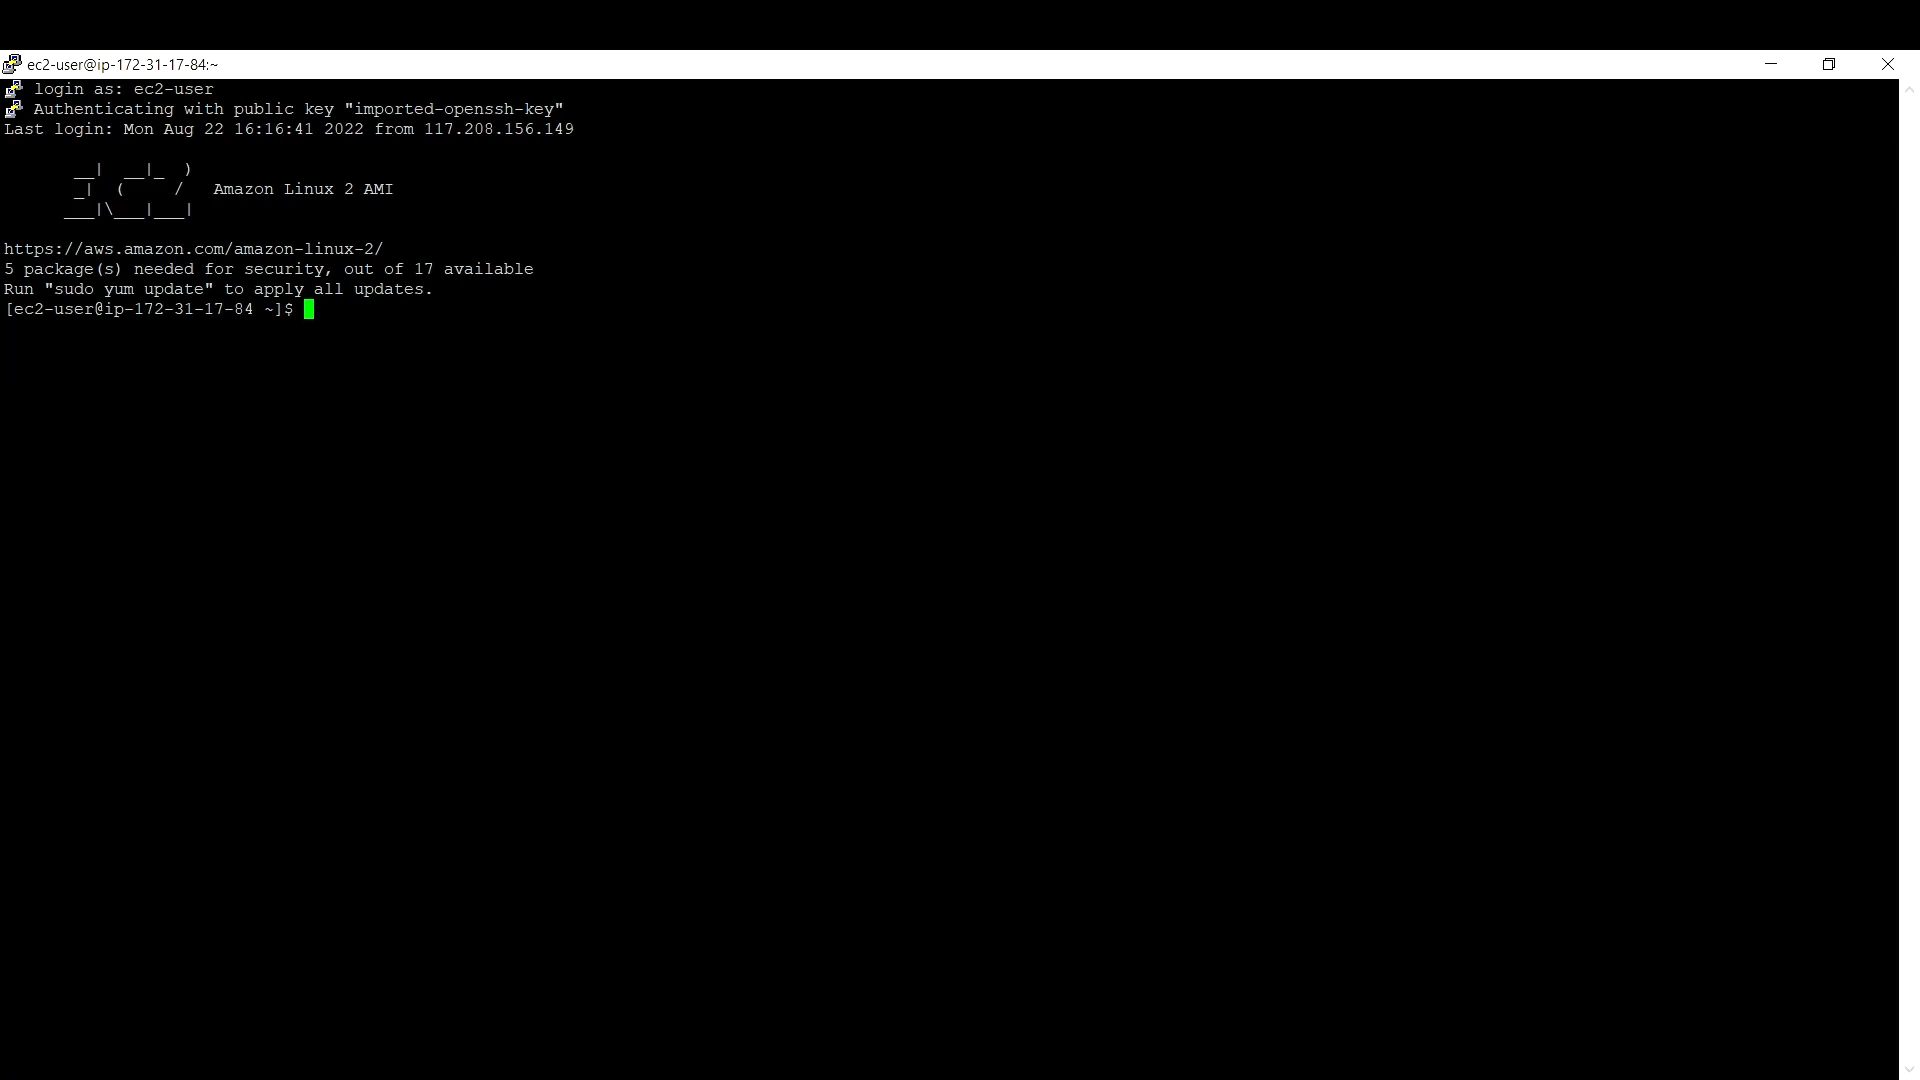 ec2-user@ip-172-31-17-84:~
login as: ec2-user
Authenticating with public key "imported-openssh-key"
Last login: Mon Aug 22 16:16:41 2022 from 117.208.156.149
       __|  __|_  )
       _|  (     /   Amazon Linux 2 AMI
      ___|\___|___|
https://aws.amazon.com/amazon-linux-2/
5 package(s) needed for security, out of 17 available
Run "sudo yum update" to apply all updates.
[ec2-user@ip-172-31-17-84 ~]$